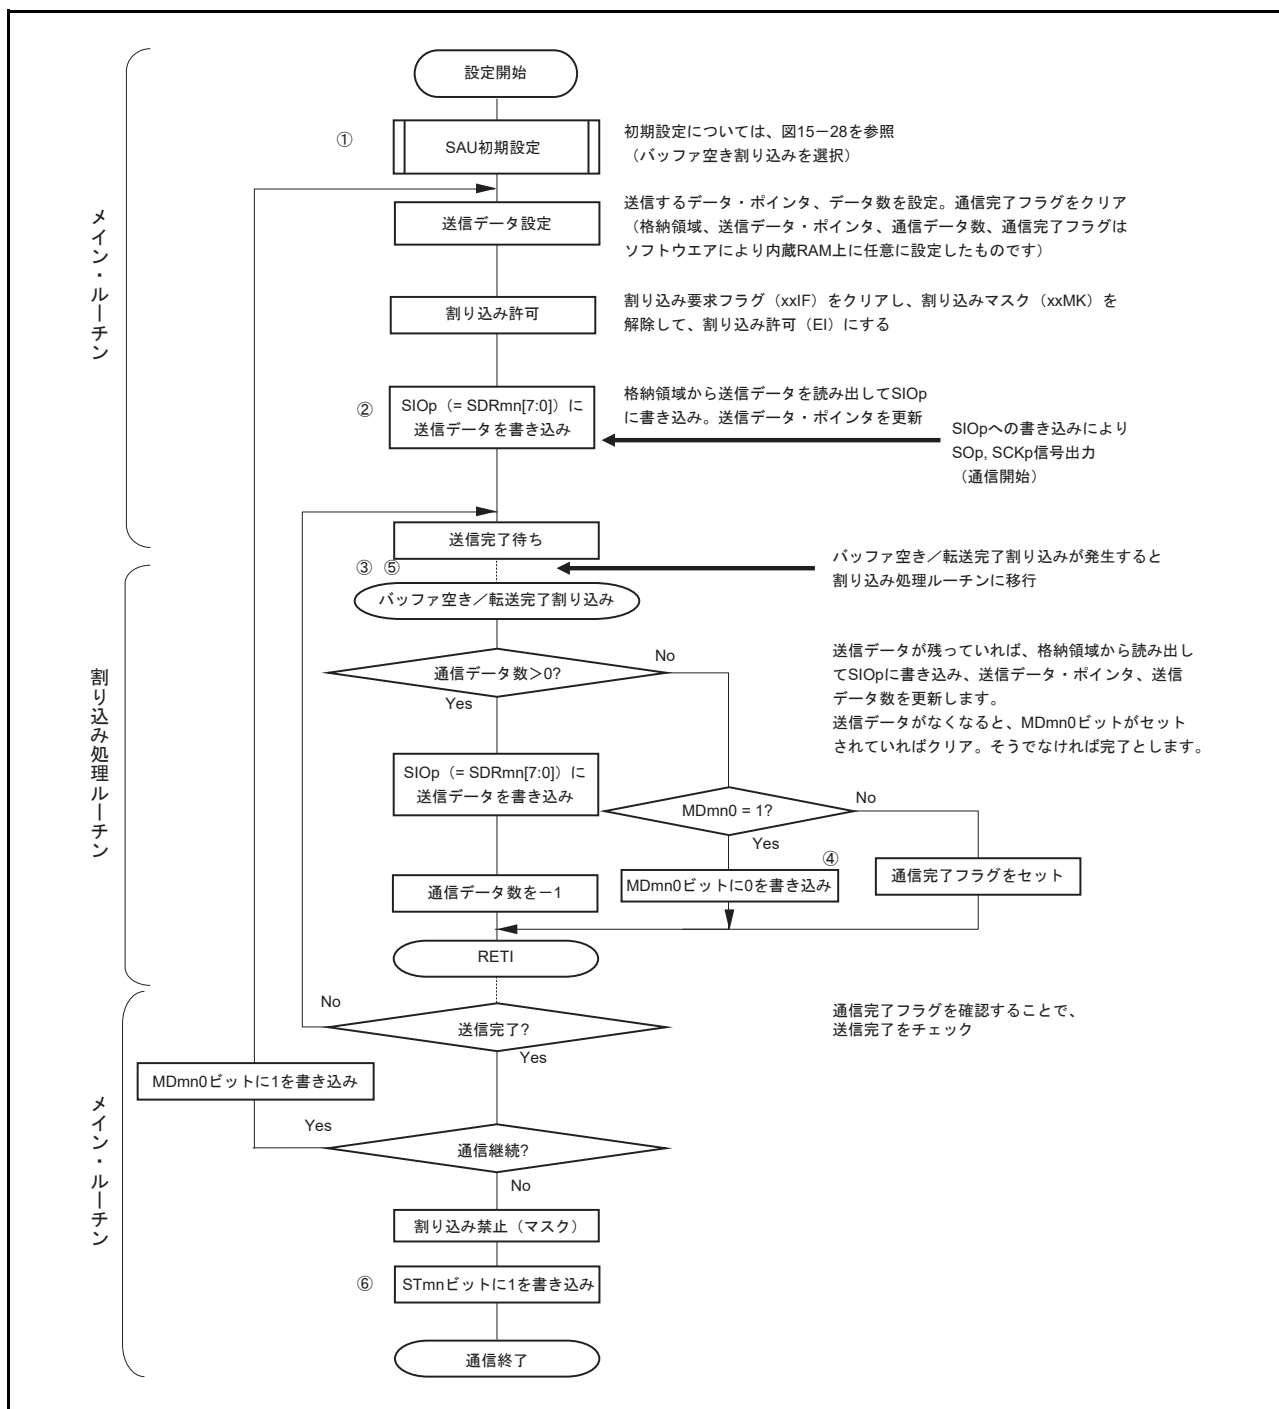 設定開始
①
SAU初期設定
初期設定については、図15－28を参照
（バッファ空き割り込みを選択）
メイン・ルーチン
送信データ設定
送信するデータ・ポインタ、データ数を設定。通信完了フラグをクリア
（格納領域、送信データ・ポインタ、通信データ数、通信完了フラグは
ソフトウエアにより内蔵RAM上に任意に設定したものです）
割り込み許可
割り込み要求フラグ（xxIF）をクリアし、割り込みマスク（xxMK）を
解除して、割り込み許可（EI）にする
②
SIOp（= SDRmn[7:0]）に
送信データを書き込み
格納領域から送信データを読み出してSIOp
に書き込み。送信データ・ポインタを更新
SIOpへの書き込みにより
SOp, SCKp信号出力
（通信開始）
送信完了待ち
③ ⑤
バッファ空き／転送完了割り込みが発生すると
割り込み処理ルーチンに移行
バッファ空き／転送完了割り込み
割り込み処理ルーチン
通信データ数＞0?
No
Yes
送信データが残っていれば、格納領域から読み出し
てSIOpに書き込み、送信データ・ポインタ、送信
データ数を更新します。
送信データがなくなると、MDmn0ビットがセット
されていればクリア。そうでなければ完了とします。
SIOp（= SDRmn[7:0]）に
送信データを書き込み
MDmn0 = 1?
No
Yes
④
MDmn0ビットに0を書き込み
通信完了フラグをセット
通信データ数を－1
RETI
No
送信完了?
Yes
通信完了フラグを確認することで、
送信完了をチェック
メイン・ルーチン
MDmn0ビットに1を書き込み
Yes
通信継続?
No
割り込み禁止（マスク）
⑥
STmnビットに1を書き込み
通信終了